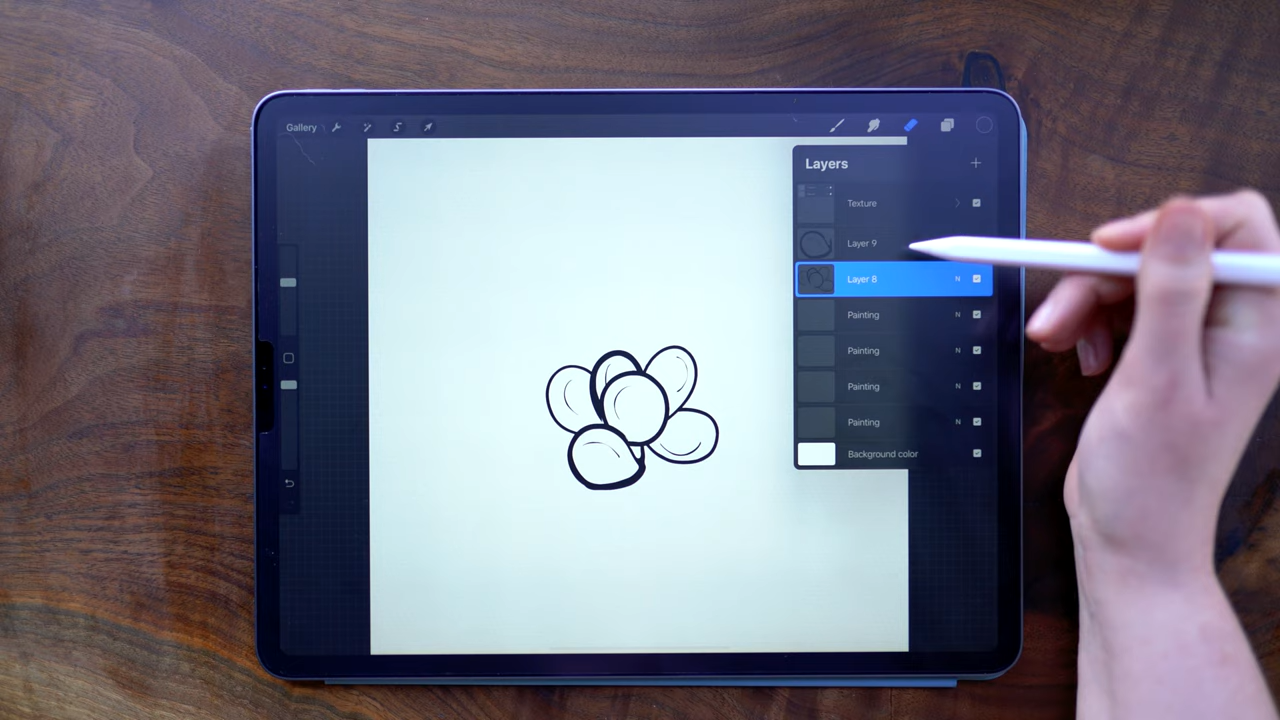 Gallery
Layers
Texture
Layer 9
Layer 8 N
Painting N
Painting N
Painting N
Painting N
Background color